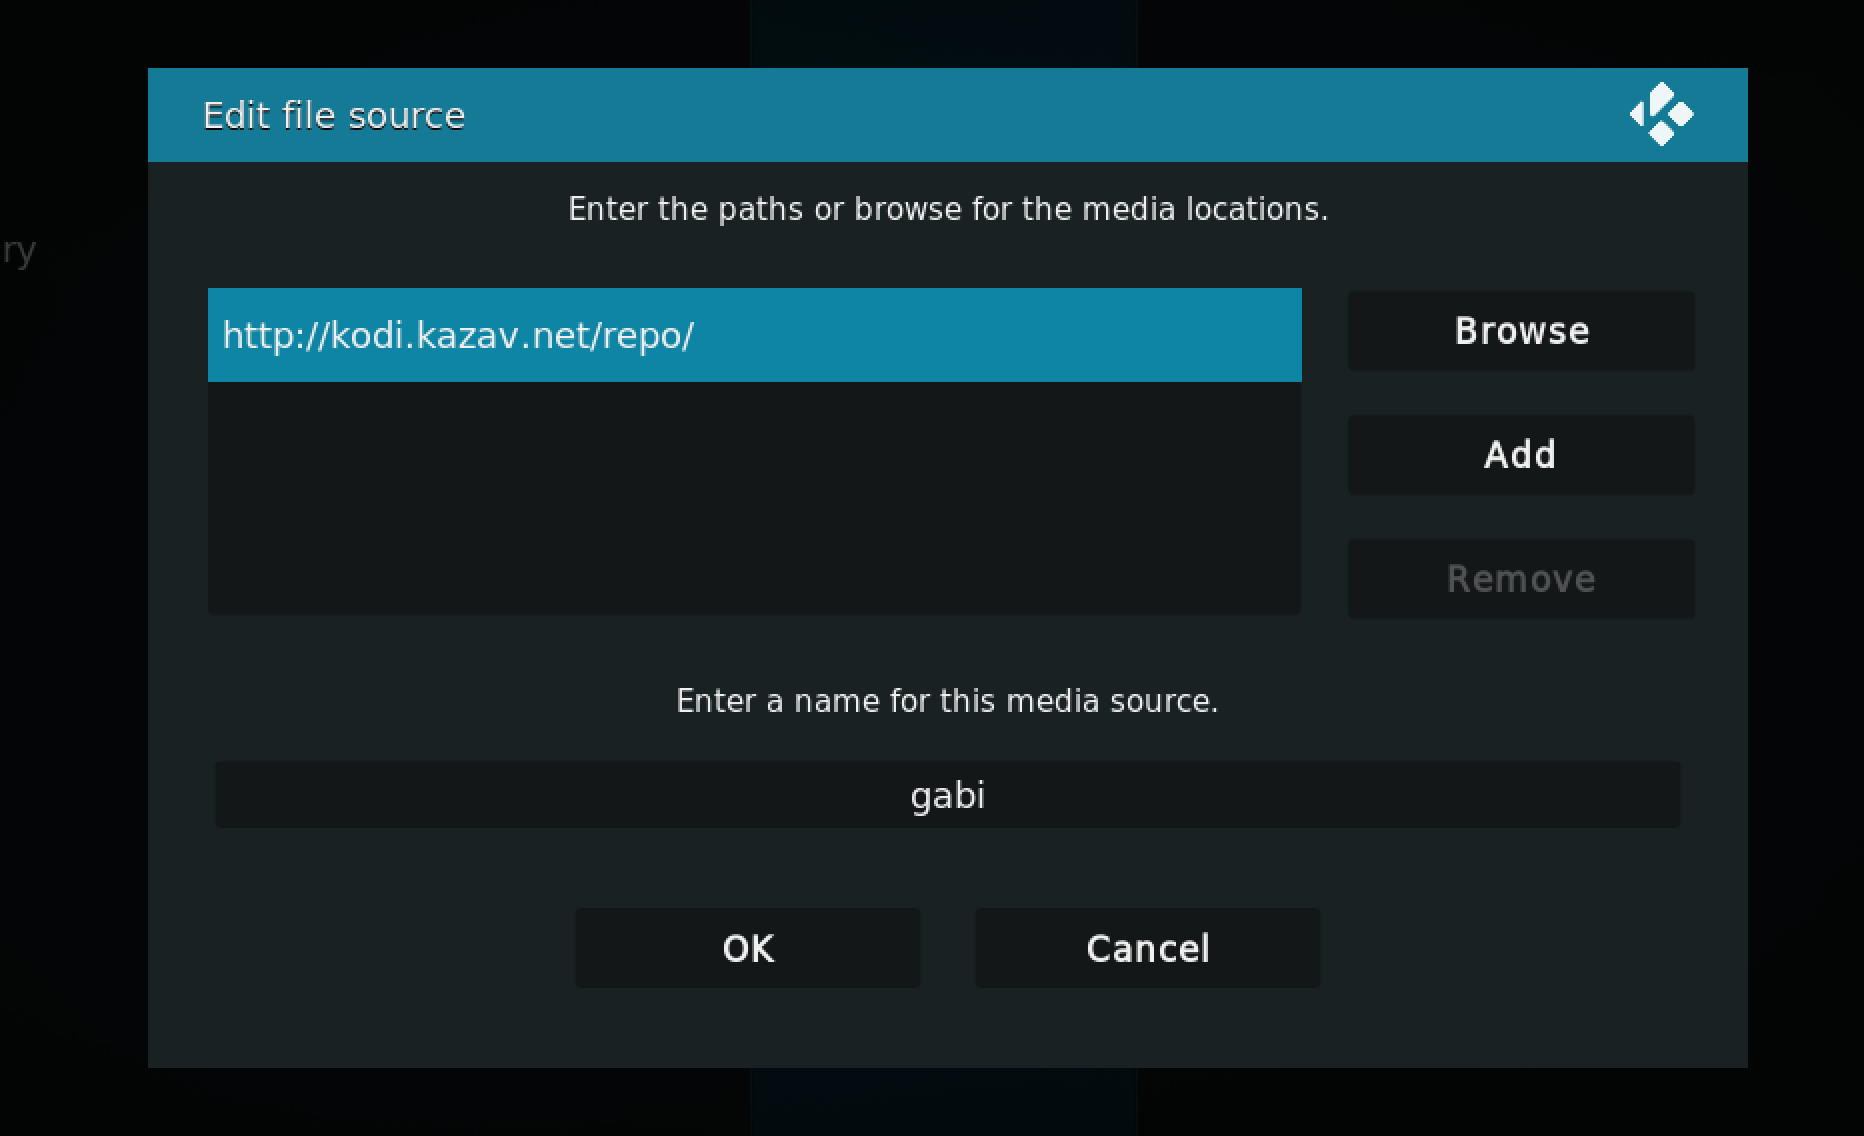 Edit file source
Enter the paths or browse for the media locations.
ry
http://kodi.kazav.net/repo/
Browse
Add
Remove
Enter a name for this media source.
gabi
OK
Cancel